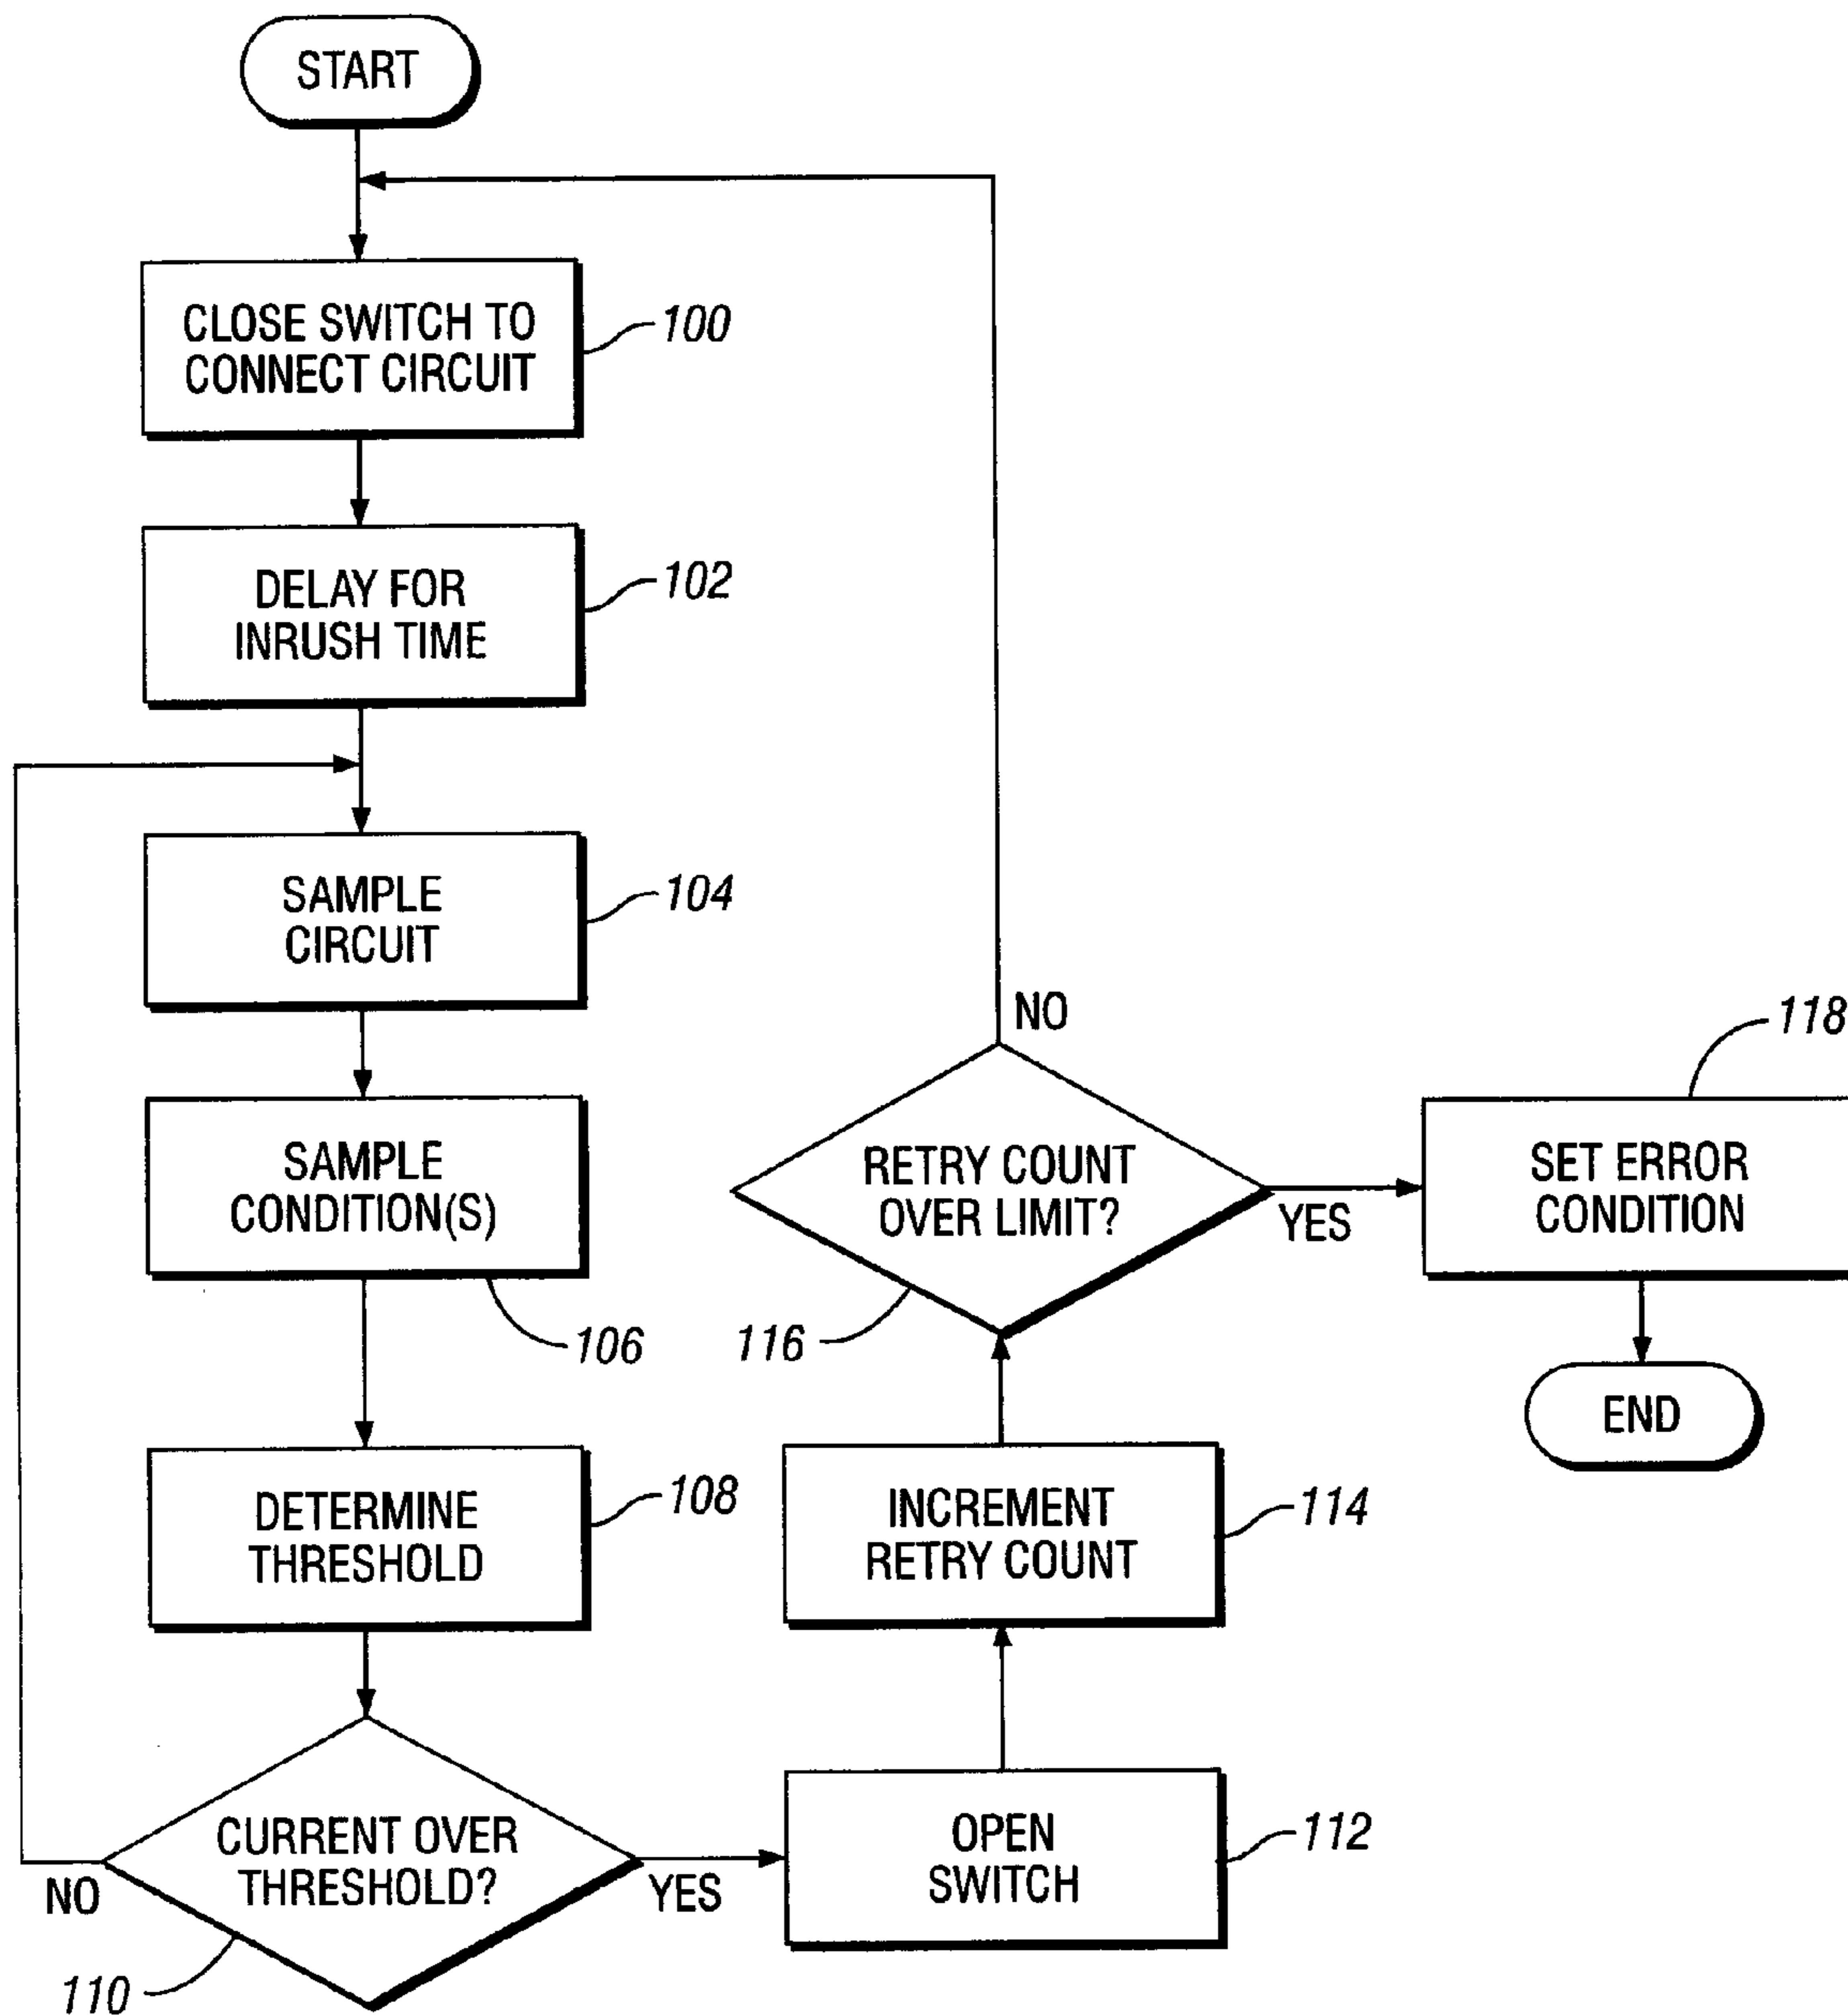 START
CLOSE SWITCH TO
CONNECT CIRCUIT
100
DELAY FOR
INRUSH TIME
102
SAMPLE
CIRCUIT
104
SAMPLE
CONDITION(S)
106
DETERMINE
THRESHOLD
108
CURRENT OVER
THRESHOLD?
NO
YES
110
OPEN
SWITCH
112
INCREMENT
RETRY COUNT
114
RETRY COUNT
OVER LIMIT?
NO
YES
116
SET ERROR
CONDITION
118
END